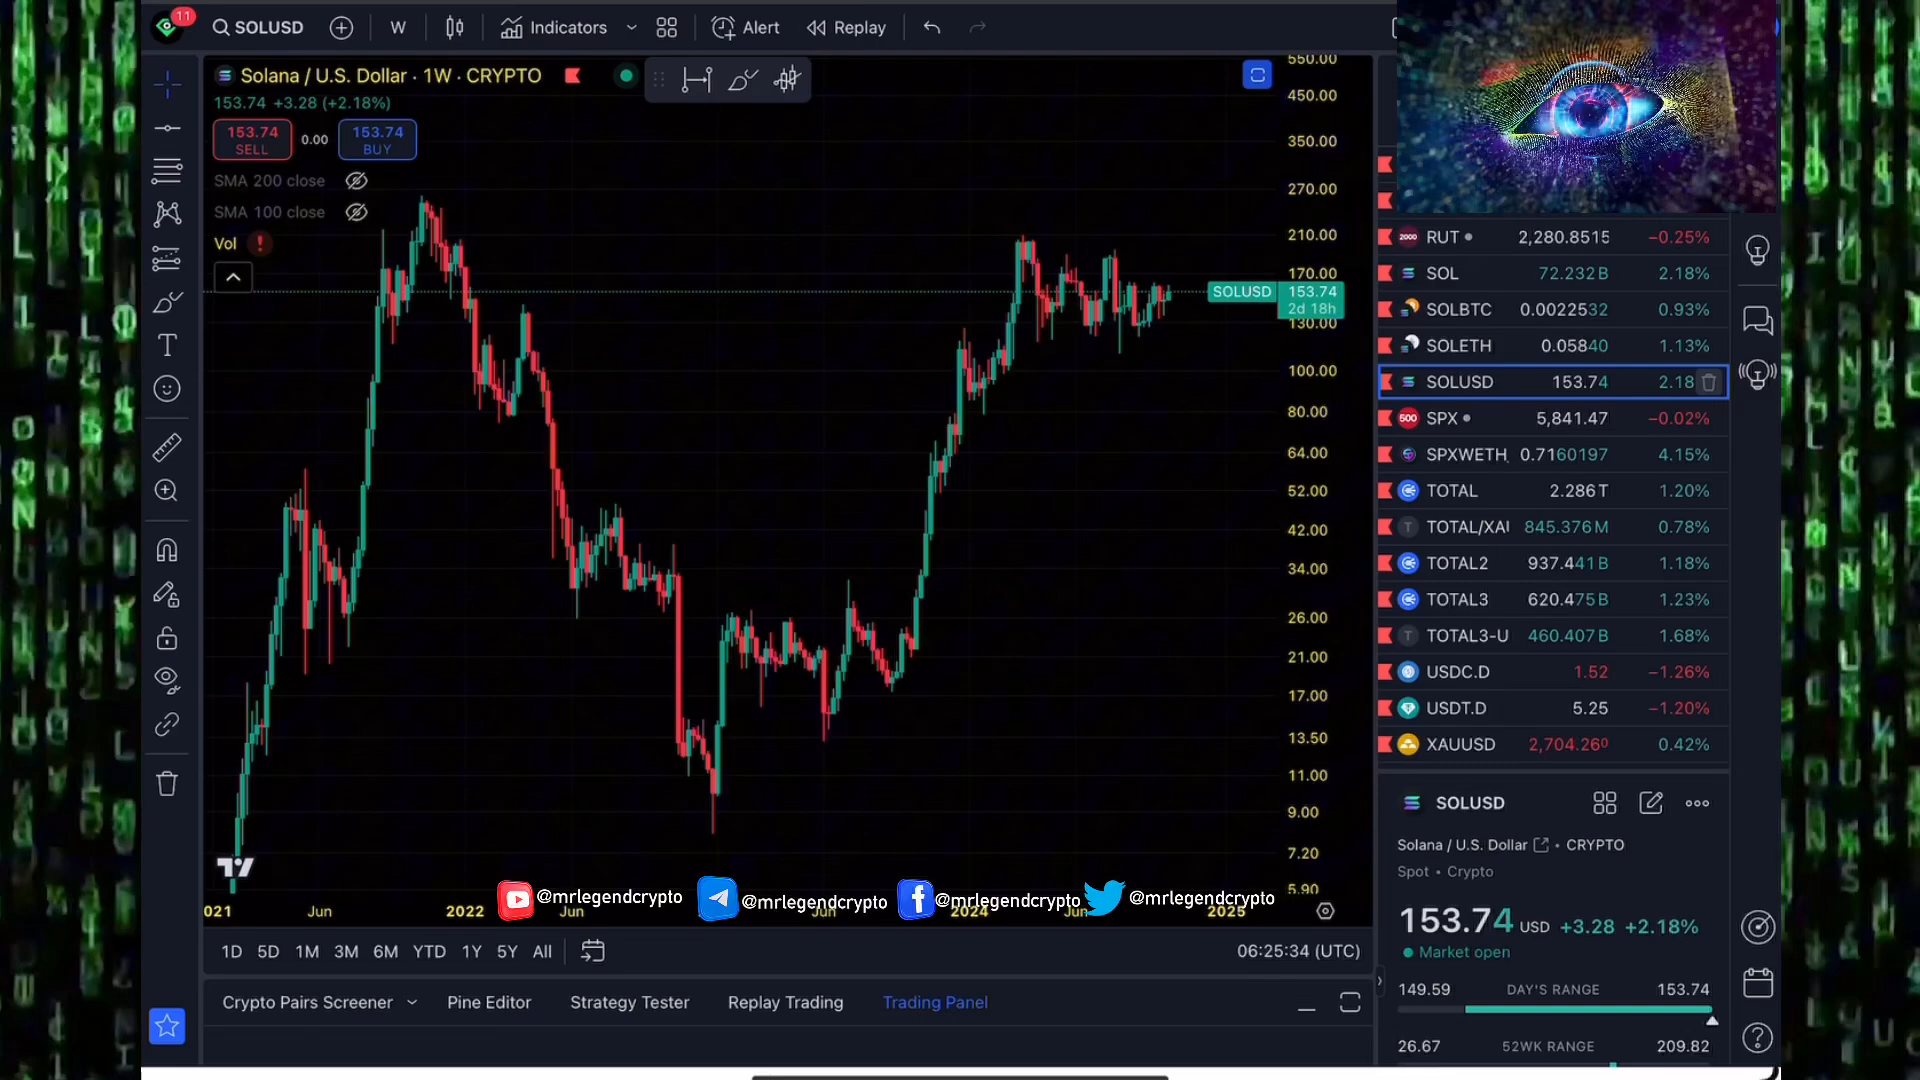 11
SOLUSD
W
Indicators
Alert
Replay
Solana / U.S. Dollar · 1W · CRYPTO
153.74 +3.28 (+2.18%)
153.74
SELL
0.00
153.74
BUY
SMA 200 close
SMA 100 close
Vol
550.00
450.00
350.00
270.00
210.00
170.00
SOLUSD
153.74
2d 18h
130.00
100.00
80.00
64.00
52.00
42.00
34.00
26.00
21.00
17.00
13.50
11.00
9.00
7.20
5.90
RUT 2,280.8515 −0.25%
SOL 72.232 B 2.18%
SOLBTC 0.0022532 0.93%
SOLETH 0.05840 1.13%
SOLUSD 153.74 2.18
SPX 5,841.47 −0.02%
SPXWETH 0.7160197 4.15%
TOTAL 2.286 T 1.20%
TOTAL/XAU 845.376 M 0.78%
TOTAL2 937.441 B 1.18%
TOTAL3 620.475 B 1.23%
TOTAL3-U 460.407 B 1.68%
USDC.D 1.52 −1.26%
USDT.D 5.25 −1.20%
XAUUSD 2,704.260 0.42%
SOLUSD
Solana / U.S. Dollar · CRYPTO
Spot · Crypto
153.74 USD +3.28 +2.18%
Market open
149.59 DAY'S RANGE 153.74
26.67 52WK RANGE 209.82
@mrlegendcrypto
@mrlegendcrypto
@mrlegendcrypto
@mrlegendcrypto
021 Jun 2022 Jun Jun 2024 Jun 2025
1D 5D 1M 3M 6M YTD 1Y 5Y All
06:25:34 (UTC)
Crypto Pairs Screener
Pine Editor
Strategy Tester
Replay Trading
Trading Panel